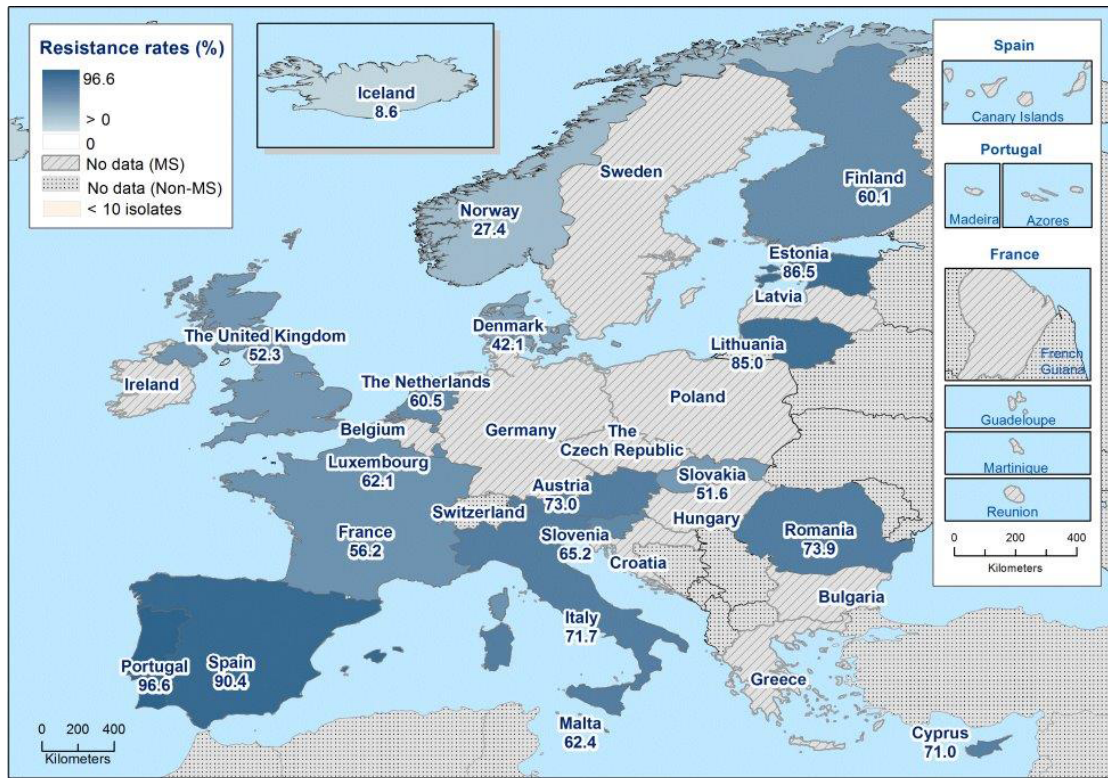 Resistance rates (%)
96.6
> 0
0
No data (MS)
No data (Non-MS)
< 10 isolates
Iceland
8.6
Sweden
Finland
60.1
Norway
27.4
Estonia
86.5
Latvia
Denmark
42.1
Lithuania
85.0
The United Kingdom
52.3
Ireland
The Netherlands
60.5
Poland
Belgium
Germany
The
Czech Republic
Luxembourg
62.1
Slovakia
51.6
Austria
73.0
Switzerland
Hungary
France
56.2
Slovenia
65.2
Romania
73.9
Croatia
Bulgaria
Italy
71.7
Portugal
96.6
Spain
90.4
Greece
Malta
62.4
Cyprus
71.0
0 200 400
Kilometers
Spain
Canary Islands
Portugal
Madeira
Azores
France
French
Guiana
Guadeloupe
Martinique
Reunion
0 200 400
Kilometers